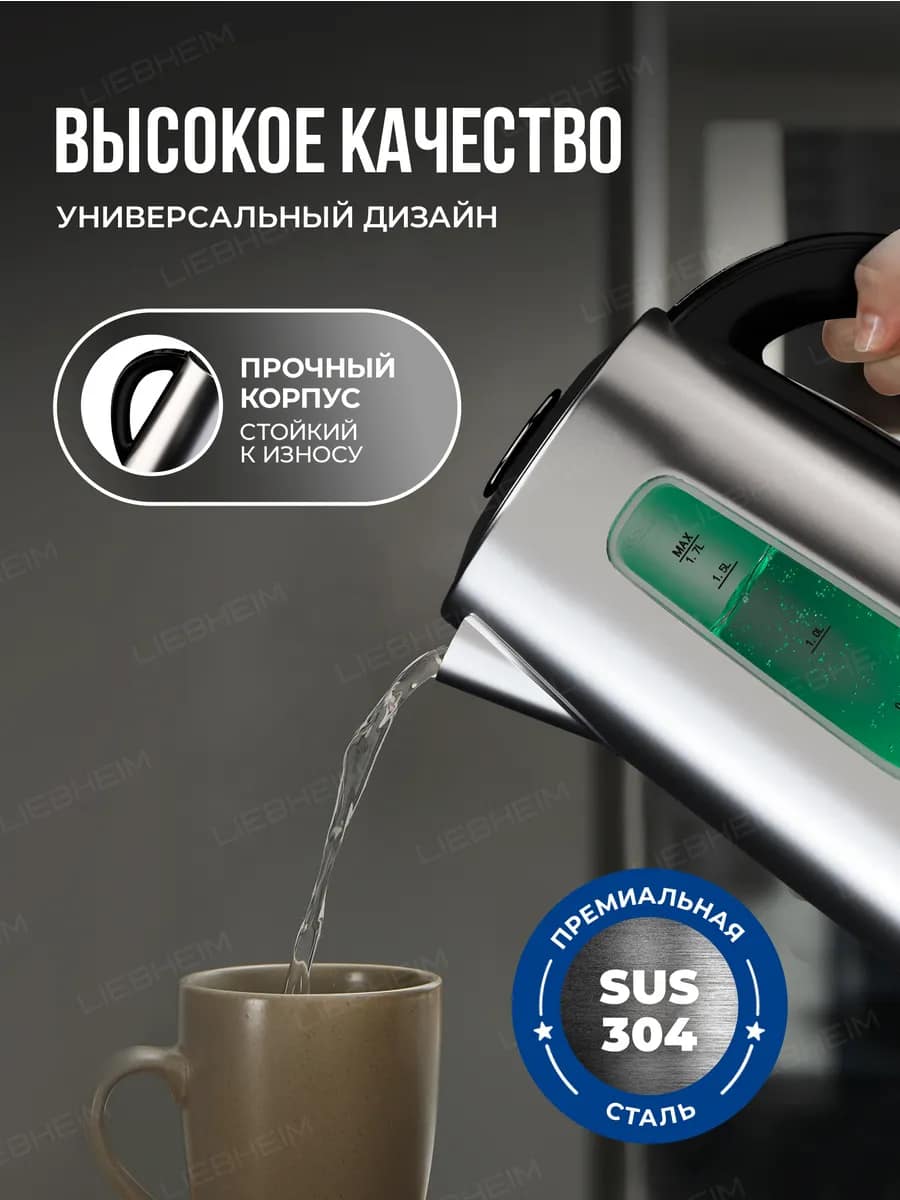 ВЫСОКОЕ КАЧЕСТВО
УНИВЕРСАЛЬНЫЙ ДИЗАЙН
ПРОЧНЫЙ
КОРПУС
СТОЙКИЙ
К ИЗНОСУ
MAX
1.7L
1.5L
1.0L
ПРЕМИАЛЬНАЯ
SUS
304
СТАЛЬ
LIEBHEIM